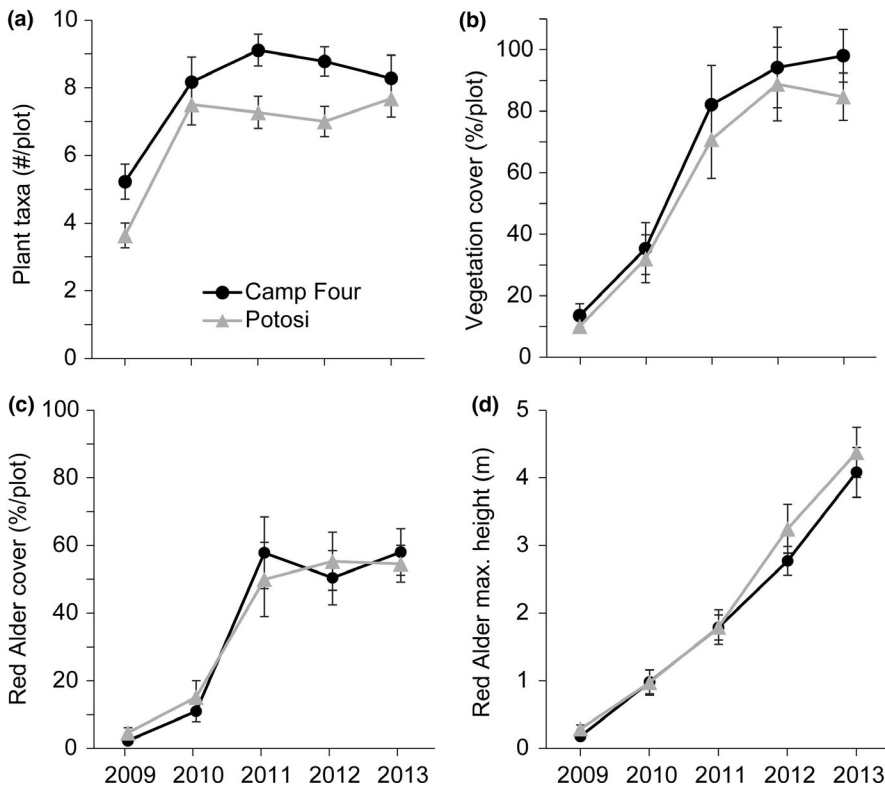 (a)
Plant taxa (#/plot)
10
8
6
4
2
0
Camp Four
Potosi
(b)
Vegetation cover (%/plot)
100
80
60
40
20
0
(c)
Red Alder cover (%/plot)
100
80
60
40
20
0
2009 2010 2011 2012 2013
(d)
Red Alder max. height (m)
5
4
3
2
1
0
2009 2010 2011 2012 2013